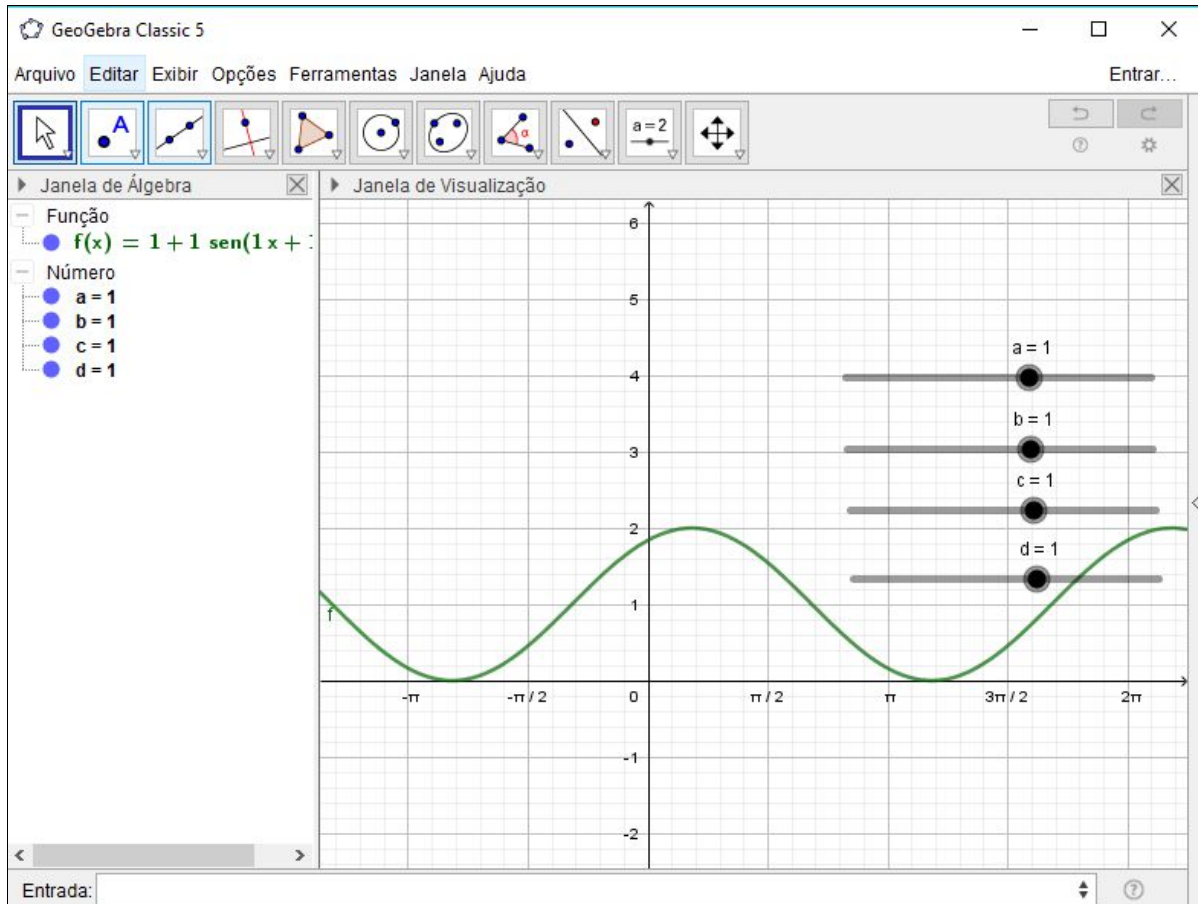 GeoGebra Classic 5
Arquivo Editar Exibir Opções Ferramentas Janela Ajuda Entrar...
A α a=2
Janela de Álgebra
Janela de Visualização
Função
f(x) = 1 + 1 sen(1x +
Número
a = 1
b = 1
c = 1
d = 1
6
5
4
3
2
1
-1
-2
a = 1
b = 1
c = 1
d = 1
f
-π -π / 2 0 π / 2 π 3π / 2 2π
Entrada: